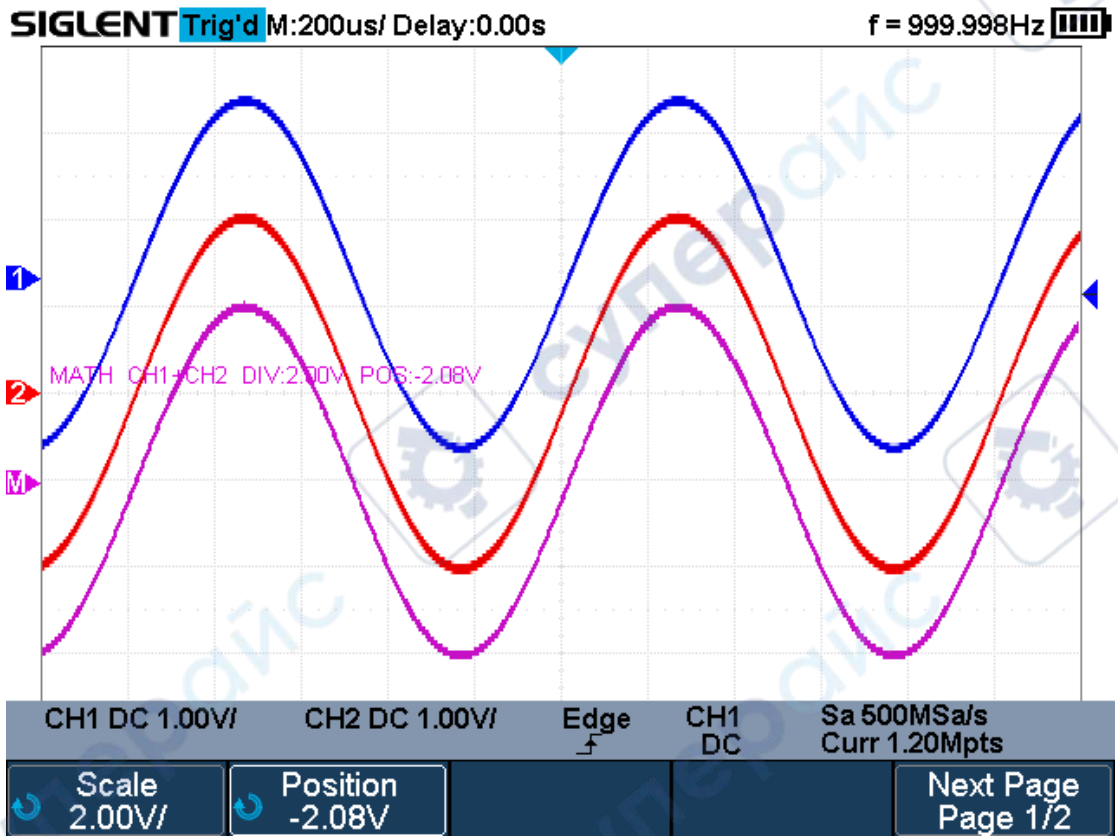 SIGLENT Trig'd M:200us/ Delay:0.00s f = 999.998Hz
1
MATH CH1+CH2 DIV:2.00V POS:-2.08V
2
M
CH1 DC 1.00V/ CH2 DC 1.00V/ Edge CH1 Sa 500MSa/s
DC Curr 1.20Mpts
Scale Position Next Page
2.00V/ -2.08V Page 1/2
суперайс